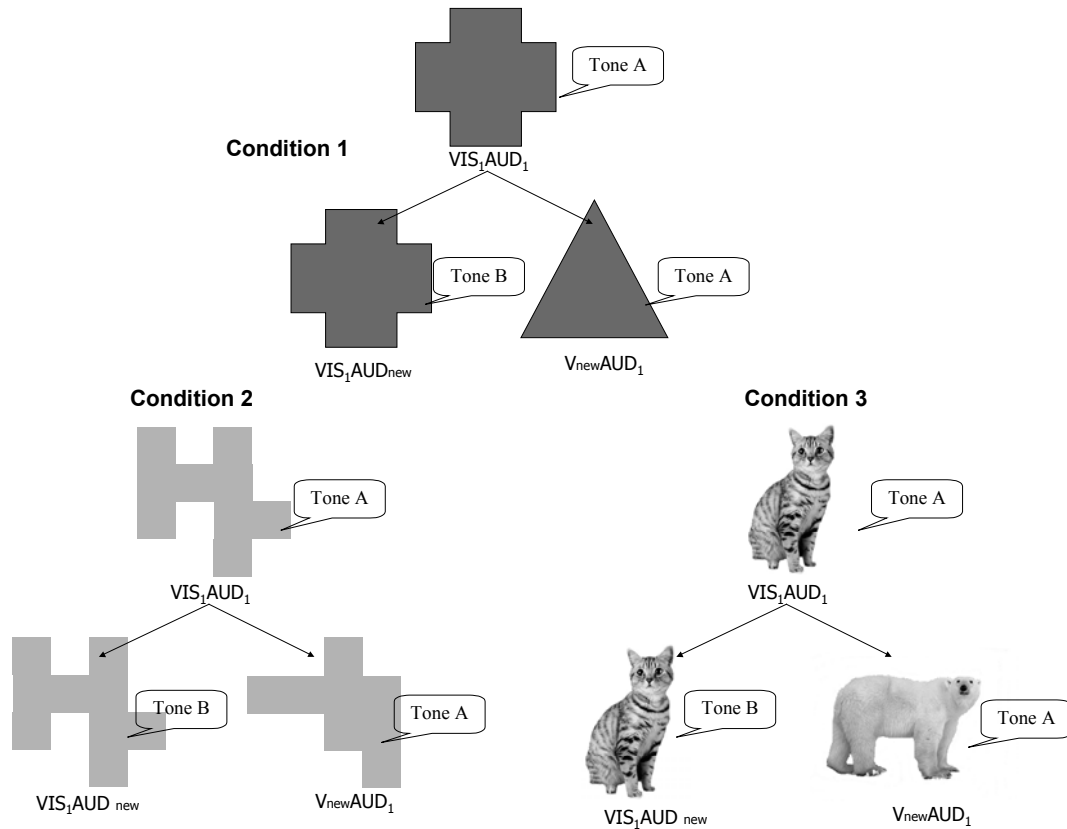 Tone A
Condition 1
VIS₁AUD₁
Tone B
Tone A
VIS₁AUDnew
VnewAUD₁
Condition 2
Condition 3
Tone A
Tone A
VIS₁AUD₁
VIS₁AUD₁
Tone B
Tone A
Tone B
Tone A
VIS₁AUD new
VnewAUD₁
VIS₁AUD new
VnewAUD₁